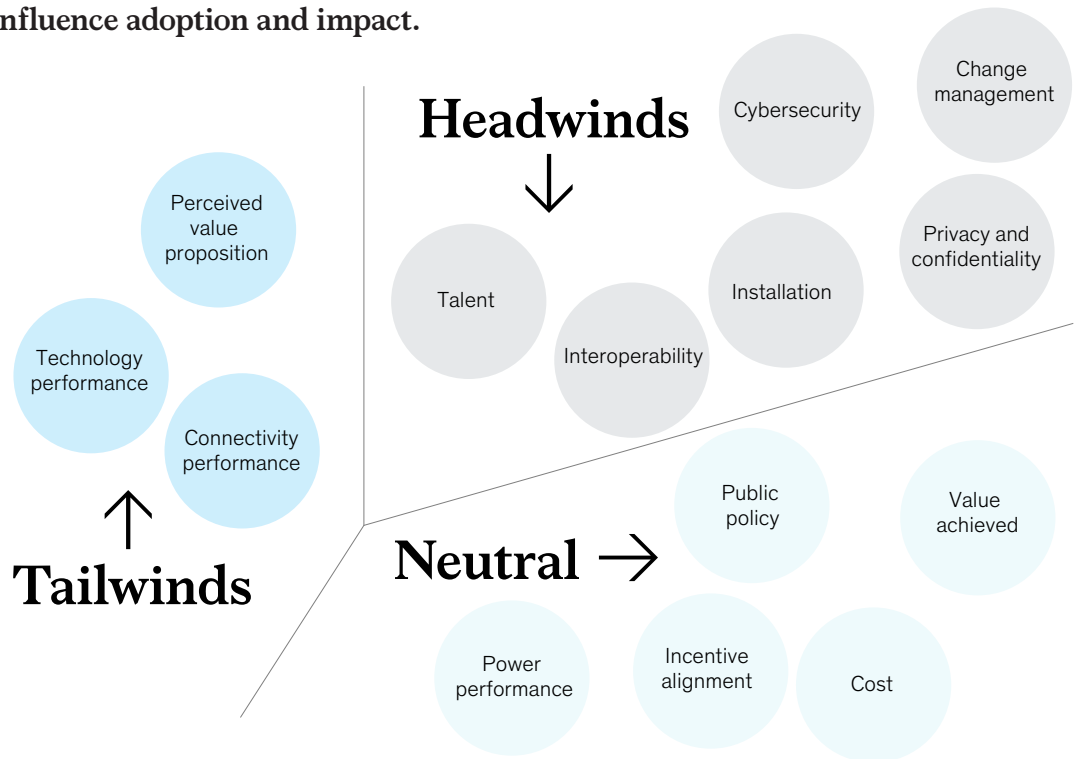 nfluence adoption and impact.
Headwinds
Cybersecurity
Change
management
Perceived
value
proposition
Talent
Interoperability
Installation
Privacy and
confidentiality
Technology
performance
Connectivity
performance
Tailwinds
Neutral
Public
policy
Value
achieved
Power
performance
Incentive
alignment
Cost